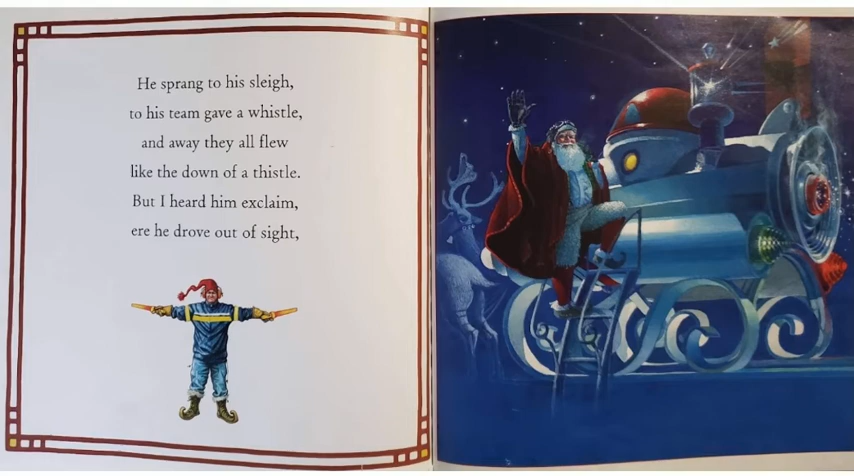 He sprang to his sleigh,
to his team gave a whistle,
and away they all flew
like the down of a thistle.
But I heard him exclaim,
ere he drove out of sight,